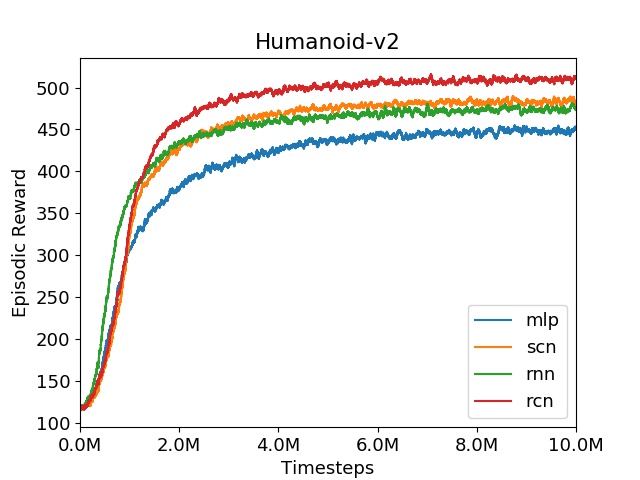 Humanoid-v2
Episodic Reward
500
450
400
350
300
250
200
150
100
mlp
scn
rnn
rcn
0.0M 2.0M 4.0M 6.0M 8.0M 10.0M
Timesteps